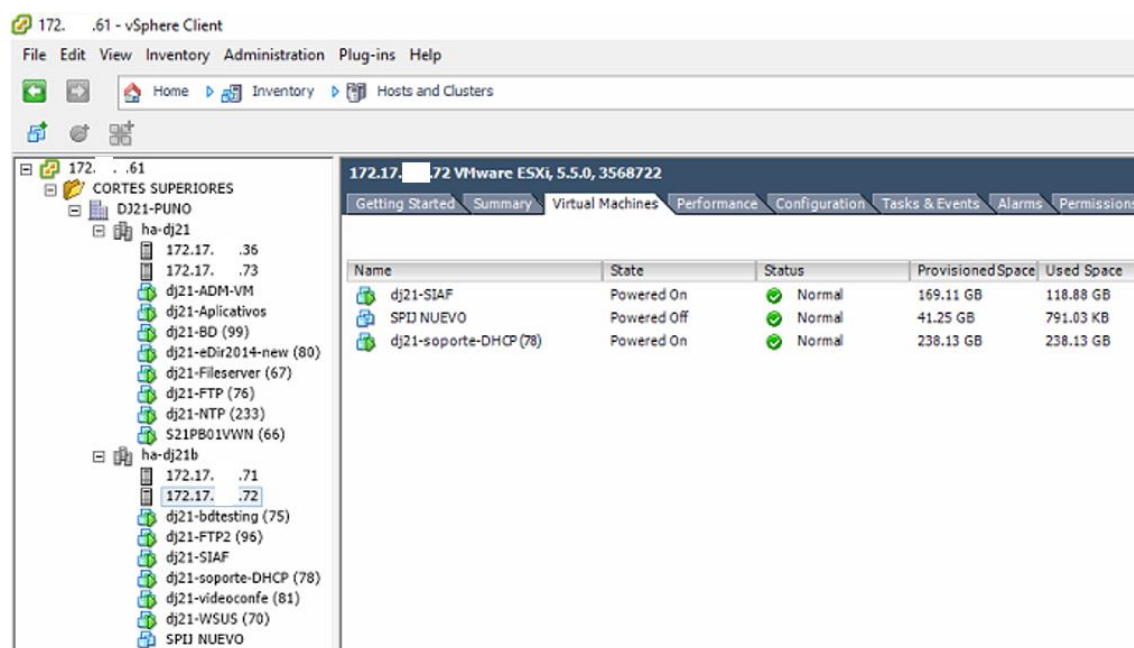 172. .61 - vSphere Client
File Edit View Inventory Administration Plug-ins Help
Home Inventory Hosts and Clusters
172. . .61
CORTES SUPERIORES
DJ21-PUNO
ha-dj21
172.17. .36
172.17. .73
dj21-ADM-VM
dj21-Aplicativos
dj21-BD (99)
dj21-eDir2014-new (80)
dj21-Fileserver (67)
dj21-FTP (76)
dj21-NTP (233)
S21PB01VWN (66)
ha-dj21b
172.17. .71
172.17. .72
dj21-bdtesting (75)
dj21-FTP2 (96)
dj21-SIAF
dj21-soporte-DHCP (78)
dj21-videoconfe (81)
dj21-WSUS (70)
SPIJ NUEVO
172.17. .72 VMware ESXi, 5.5.0, 3568722
Getting Started Summary Virtual Machines Performance Configuration Tasks & Events Alarms Permissions
Name State Status Provisioned Space Used Space
dj21-SIAF Powered On Normal 169.11 GB 118.88 GB
SPIJ NUEVO Powered Off Normal 41.25 GB 791.03 KB
dj21-soporte-DHCP (78) Powered On Normal 238.13 GB 238.13 GB